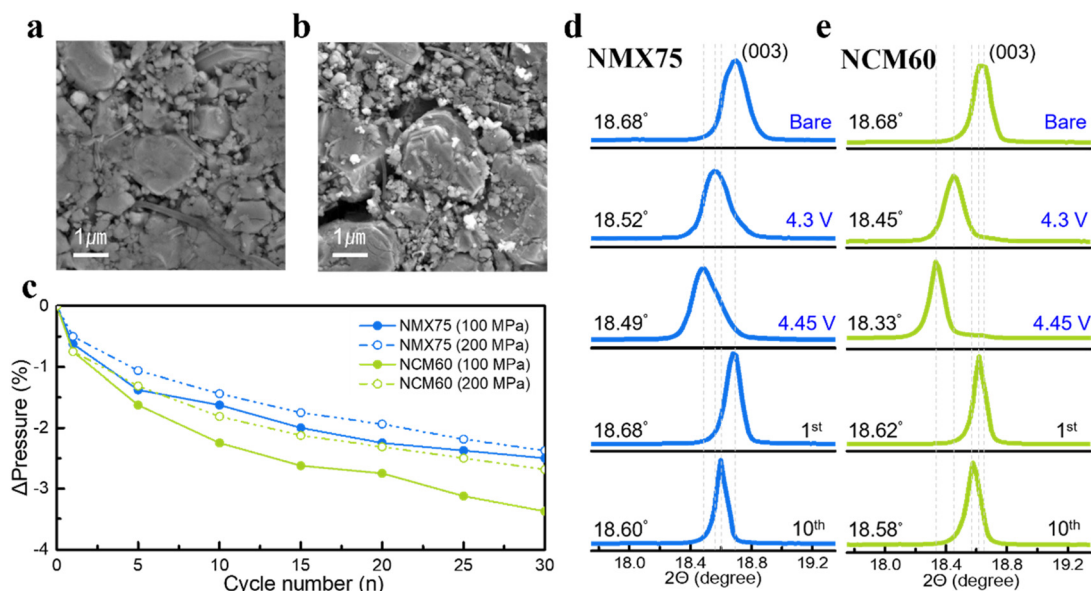 a
1㎛
b
1㎛
c
ΔPressure (%)
0
-1
-2
-3
-4
0
5
10
15
20
25
30
Cycle number (n)
NMX75 (100 MPa)
NMX75 (200 MPa)
NCM60 (100 MPa)
NCM60 (200 MPa)
d
NMX75
(003)
18.68°
Bare
18.52°
4.3 V
18.49°
4.45 V
18.68°
1st
18.60°
10th
18.0
18.4
18.8
19.2
2Θ (degree)
e
NCM60
(003)
18.68°
Bare
18.45°
4.3 V
18.33°
4.45 V
18.62°
1st
18.58°
10th
18.0
18.4
18.8
19.2
2Θ (degree)